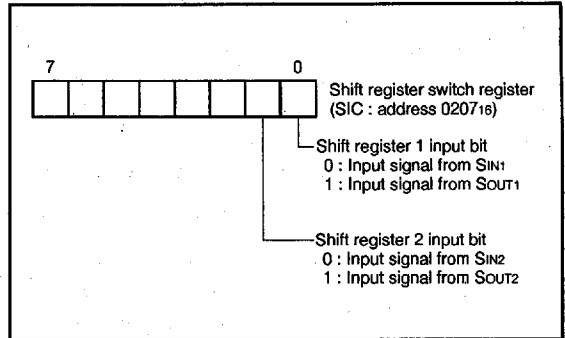 7 0
Shift register switch register
(SIC : address 020716)
Shift register 1 input bit
0 : Input signal from SIN1
1 : Input signal from SOUT1
Shift register 2 input bit
0 : Input signal from SIN2
1 : Input signal from SOUT2